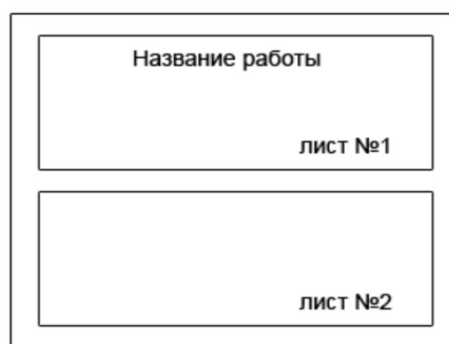 Название работы
лист №1
лист №2